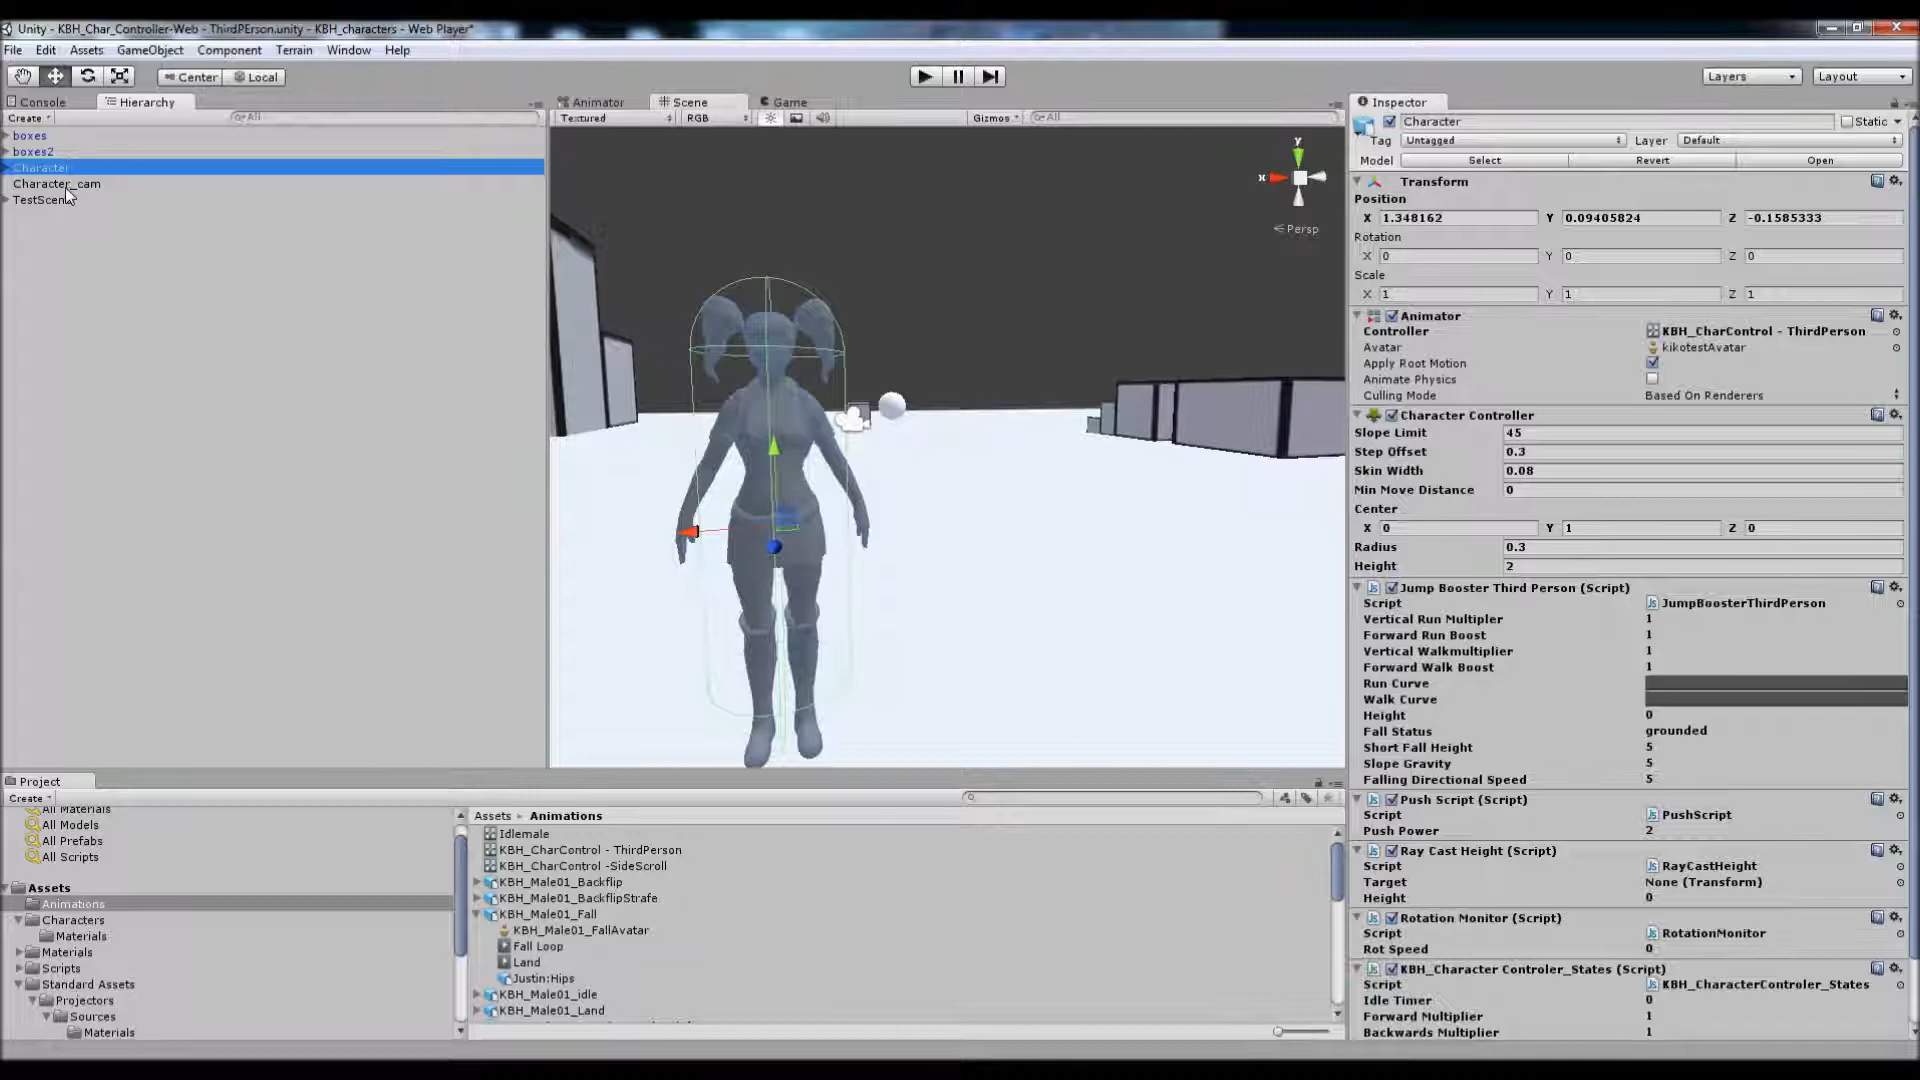 Unity - KBH_Char_Controller-Web - ThirdPErson.unity - KBH_characters - Web Player*
File Edit Assets GameObject Component Terrain Window Help
Center Local Layers Layout
Console Hierarchy Animator Scene Game Inspector
Create All Textured RGB Gizmos All Character Static
boxes
boxes2
Character
Character_cam
TestScene
y
x
Persp
Tag Untagged Layer Default
Model Select Revert Open
Transform
Position
X 1.348162 Y 0.09405824 Z -0.1585333
Rotation
X 0 Y 0 Z 0
Scale
X 1 Y 1 Z 1
Animator
Controller KBH_CharControl - ThirdPerson
Avatar kikotestAvatar
Apply Root Motion
Animate Physics
Culling Mode Based On Renderers
Character Controller
Slope Limit 45
Step Offset 0.3
Skin Width 0.08
Min Move Distance 0
Center
X 0 Y 1 Z 0
Radius 0.3
Height 2
Jump Booster Third Person (Script)
Script JumpBoosterThirdPerson
Vertical Run Multipler 1
Forward Run Boost 1
Vertical Walkmultiplier 1
Forward Walk Boost 1
Run Curve
Walk Curve
Height 0
Fall Status grounded
Short Fall Height 5
Slope Gravity 5
Falling Directional Speed 5
Push Script (Script)
Script PushScript
Push Power 2
Ray Cast Height (Script)
Script RayCastHeight
Target None (Transform)
Height 0
Rotation Monitor (Script)
Script RotationMonitor
Rot Speed 0
KBH_Character Controler_States (Script)
Script KBH_CharacterControler_States
Idle Timer 0
Forward Multiplier 1
Backwards Multiplier 1
Project
Create
All Materials
All Models
All Prefabs
All Scripts
Assets
Animations
Characters
Materials
Materials
Scripts
Standard Assets
Projectors
Sources
Materials
Assets Animations
Idlemale
KBH_CharControl - ThirdPerson
KBH_CharControl -SideScroll
KBH_Male01_Backflip
KBH_Male01_BackflipStrafe
KBH_Male01_Fall
KBH_Male01_FallAvatar
Fall Loop
Land
Justin:Hips
KBH_Male01_idle
KBH_Male01_Land